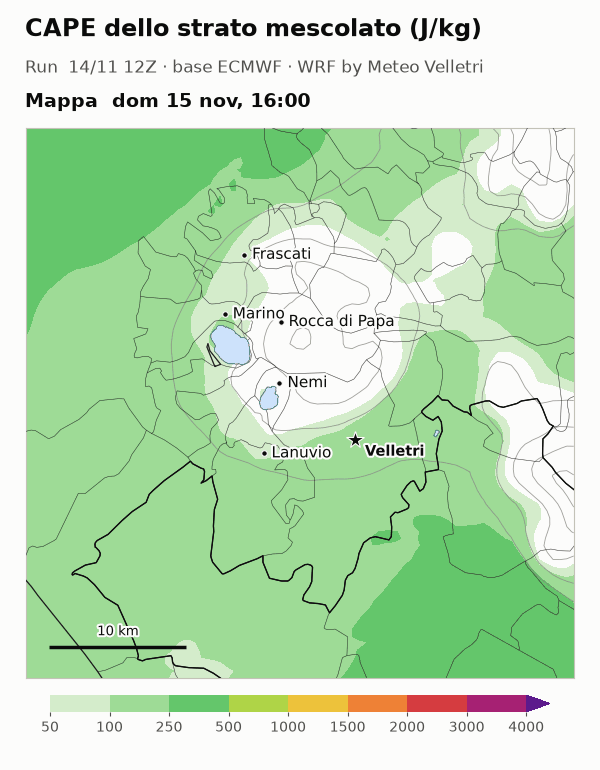 CAPE dello strato mescolato (J/kg)
Run  14/11 12Z · base ECMWF · WRF by Meteo Velletri
Mappa  dom 15 nov, 16:00
Frascati
Marino
Rocca di Papa
Nemi
Velletri
Lanuvio
10 km
50 100 250 500 1000 1500 2000 3000 4000